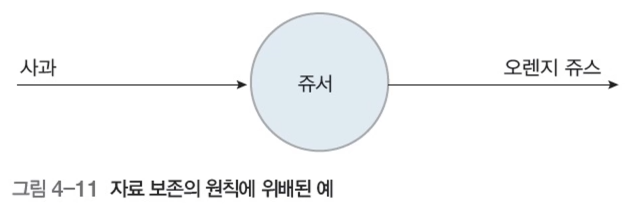 사과
쥬서
오렌지 쥬스
그림 4-11 자료 보존의 원칙에 위배된 예